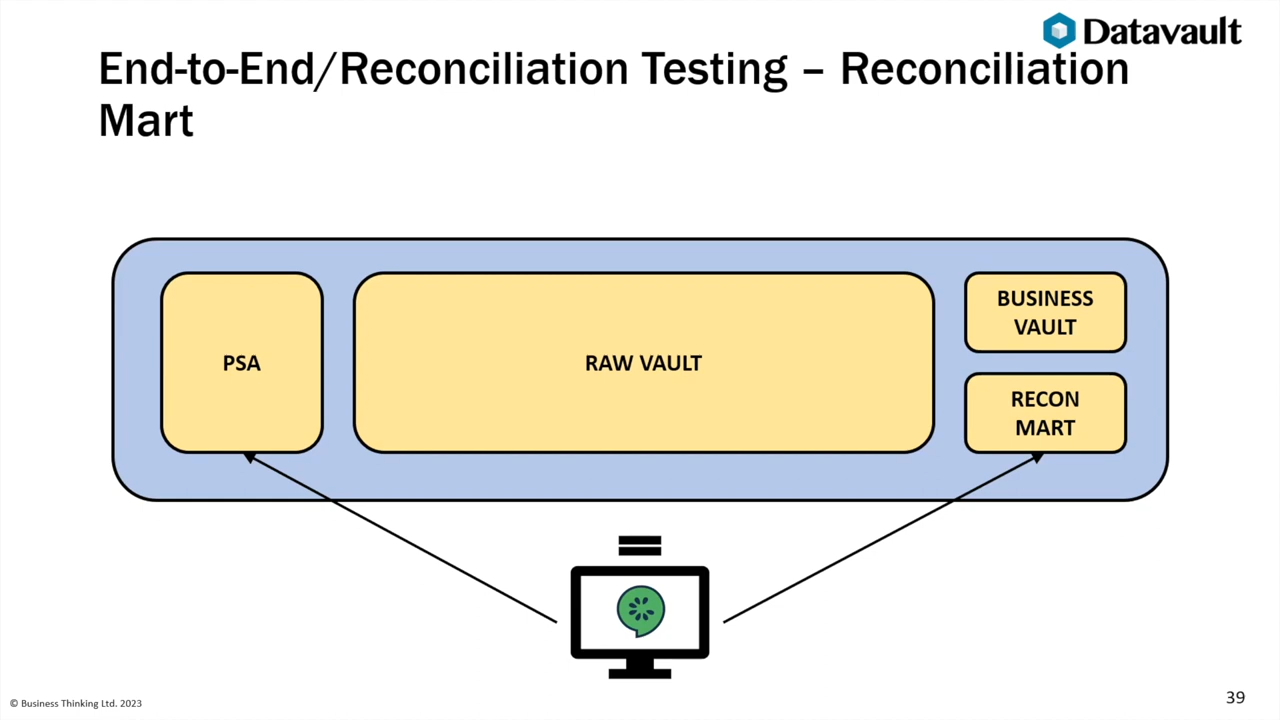 Datavault
End-to-End/Reconciliation Testing – Reconciliation
Mart
PSA
RAW VAULT
BUSINESS
VAULT
RECON
MART
© Business Thinking Ltd. 2023
39